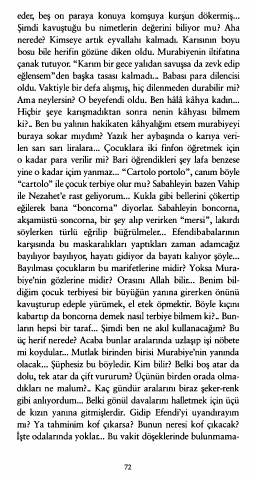 eder, beş on paraya konuya komşuya kurşun dökermiş...
Şimdi kavuştuğu bu nimetlerin değerini biliyor mu? Aha
nerede? Kimseye artık eyvallahı kalmadı. Karısının boyu
bosu bile herifin gözüne diken oldu. Murabiyenin iltifatına
çanak tutuyor. “Karım bir gece yalıdan savuşsa da zevk edip
eğlensem”den başka tasası kalmadı... Babası para dilencisi
oldu. Vaktiyle bir defa alışmış, hiç dilenmeden durabilir mi?
Ama neylersin? O beyefendi oldu. Ben hâlâ kâhya kadın...
Hiçbir şeye karışmadıktan sonra nenin kâhyası bilmem
ki?.. Ben bu yalının hakikaten kâhyalığını etsem murabiyeyi
buraya sokar mıydım? Yazık her aybaşında o karıya veri-
len sarı sarı liralara... Çocuklara iki finfon öğretmek için
o kadar para verilir mi? Bari öğrendikleri şey lafa benzese
yine o kadar içim yanmaz... “Cartolo portolo”, canım böyle
“cartolo” ile çocuk terbiye olur mu? Sabahleyin bazen Vahip
ile Nezahet’e rast geliyorum... Kukla gibi bellerini çökertip
eğilerek bana “boncorna” diyorlar. Sabahleyin boncorna,
akşamüstü boncorna, bir şey alıp verirken “mersi”, lakırdı
söylerken türlü eğrilip büğrülmeler... Efendibabalarının
karşısında bu maskaralıkları yaptıkları zaman adamcağız
bayılıyor bayılıyor, hayatı gidiyor da bayatı kalıyor şöyle...
Bayılması çocukların bu marifetlerine midir? Yoksa Mura-
biye’nin gözlerine midir? Orasını Allah bilir... Benim bil-
diğim çocuk terbiyesi bir büyüğün yanına girerken önünü
kavuşturup edeple yürümek, el etek öpmektir. Böyle kıçını
kabartıp da boncorna demek nasıl terbiye bilmem ki?.. Bun-
ların hepsi bir taraf... Şimdi ben ne akıl kullanacağım? Bu
üç herif nerede? Acaba bunlar aralarında uzlaşıp işi nöbete
mi koydular... Mutlak birinden birisi Murabiye’nin yanında
olacak... Şüphesiz bu böyledir. Kim bilir? Belki boş atar da
dolu, tek atar da çift vururum? Üçünün birden orada olma-
dıkları ne malum?.. Kaç gündür aralarını biraz şeker-renk
gibi anlıyordum... Belki gönül davalarını halletmek için üçü
de kızın yanına gitmişlerdir. Gidip Efendi’yi uyandırayım
mı? Ya tahminim kof çıkarsa? Bunun neresi kof çıkacak?
İşte odalarında yoklar... Bu vakit döşeklerinde bulunmama-
72